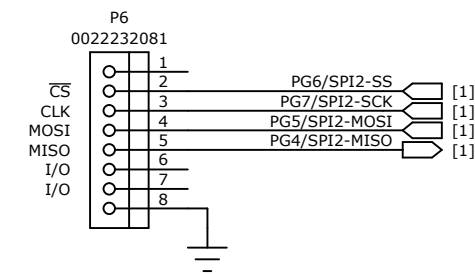 P6
0022232081
1
CS 2 PG6/SPI2-SS [1]
CLK 3 PG7/SPI2-SCK [1]
MOSI 4 PG5/SPI2-MOSI [1]
MISO 5 PG4/SPI2-MISO [1]
I/O 6
I/O 7
8